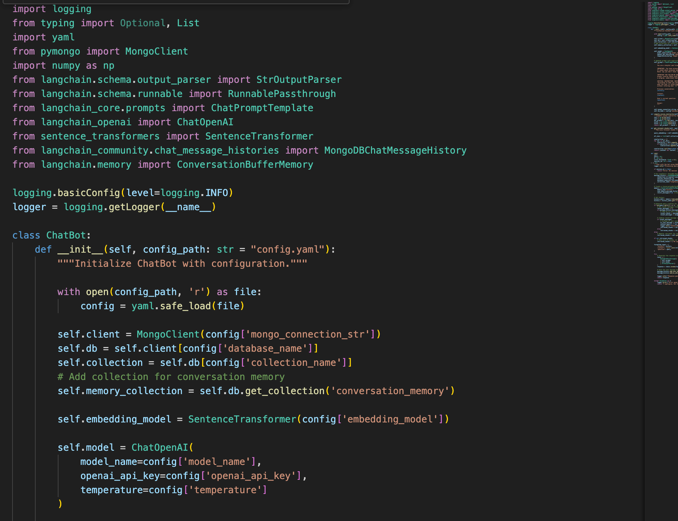 import logging
from typing import Optional, List
import yaml
from pymongo import MongoClient
import numpy as np
from langchain.schema.output_parser import StrOutputParser
from langchain.schema.runnable import RunnablePassthrough
from langchain_core.prompts import ChatPromptTemplate
from langchain_openai import ChatOpenAI
from sentence_transformers import SentenceTransformer
from langchain_community.chat_message_histories import MongoDBChatMessageHistory
from langchain.memory import ConversationBufferMemory

logging.basicConfig(level=logging.INFO)
logger = logging.getLogger(__name__)

class ChatBot:
    def __init__(self, config_path: str = "config.yaml"):
        """Initialize ChatBot with configuration."""

        with open(config_path, 'r') as file:
            config = yaml.safe_load(file)

        self.client = MongoClient(config['mongo_connection_str'])
        self.db = self.client[config['database_name']]
        self.collection = self.db[config['collection_name']]
        # Add collection for conversation memory
        self.memory_collection = self.db.get_collection('conversation_memory')

        self.embedding_model = SentenceTransformer(config['embedding_model'])

        self.model = ChatOpenAI(
            model_name=config['model_name'],
            openai_api_key=config['openai_api_key'],
            temperature=config['temperature']
        )